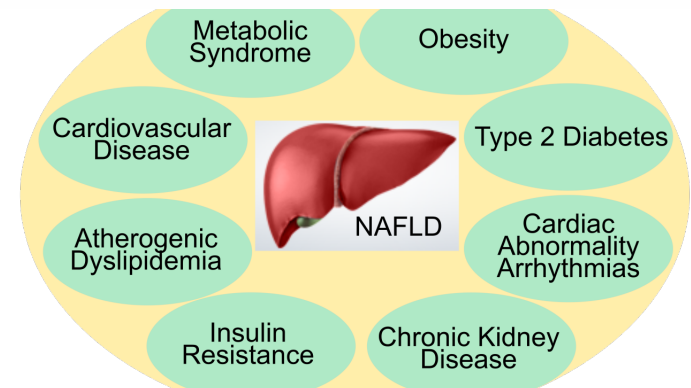 Metabolic
Syndrome
Obesity
Cardiovascular
Disease
Type 2 Diabetes
NAFLD
Atherogenic
Dyslipidemia
Cardiac
Abnormality
Arrhythmias
Insulin
Resistance
Chronic Kidney
Disease